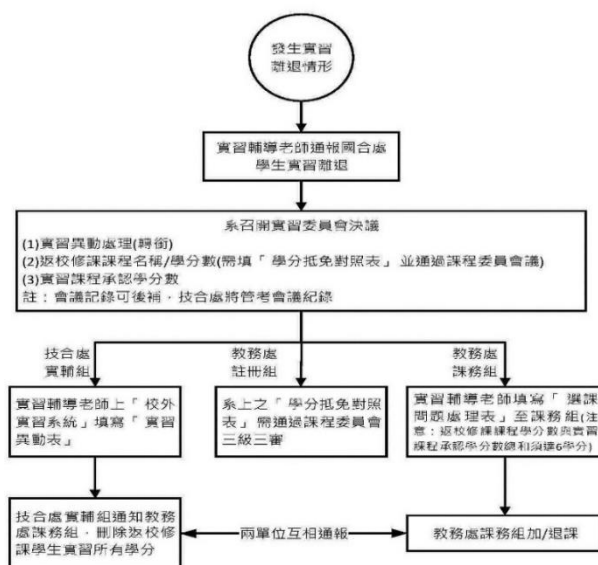 發生實習
離退情形
實習輔導老師通報國合處
學生實習離退
系召開實習委員會決議
(1)實習異動處理(轉銜)
(2)返校修課課程名稱/學分數(需填「學分抵免對照表」並通過課程委員會議)
(3)實習課程承認學分數
註：會議記錄可後補，技合處將管考會議紀錄
技合處
實輔組
教務處
註冊組
教務處
課務組
實習輔導老師上「校外
實習系統」填寫「實習
異動表」
系上之「學分抵免對照
表」需通過課程委員會
三級三審
實習輔導老師填寫「選課
問題處理表」至課務組(注
意：返校修課課程學分數與實習
課程承認學分數總和須達6學分)
技合處實輔組通知教務
處課務組，刪除返校修
課學生實習所有學分
兩單位互相通報
教務處課務組加/退課